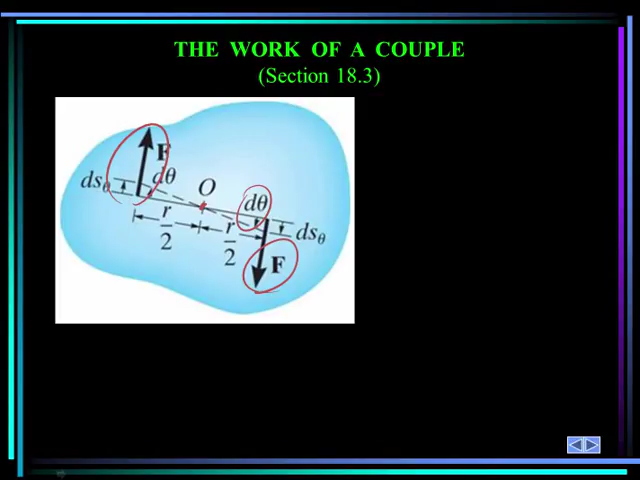 THE WORK OF A COUPLE
(Section 18.3)
F
dsθ
dθ
O
dθ
r/2
r/2
dsθ
F